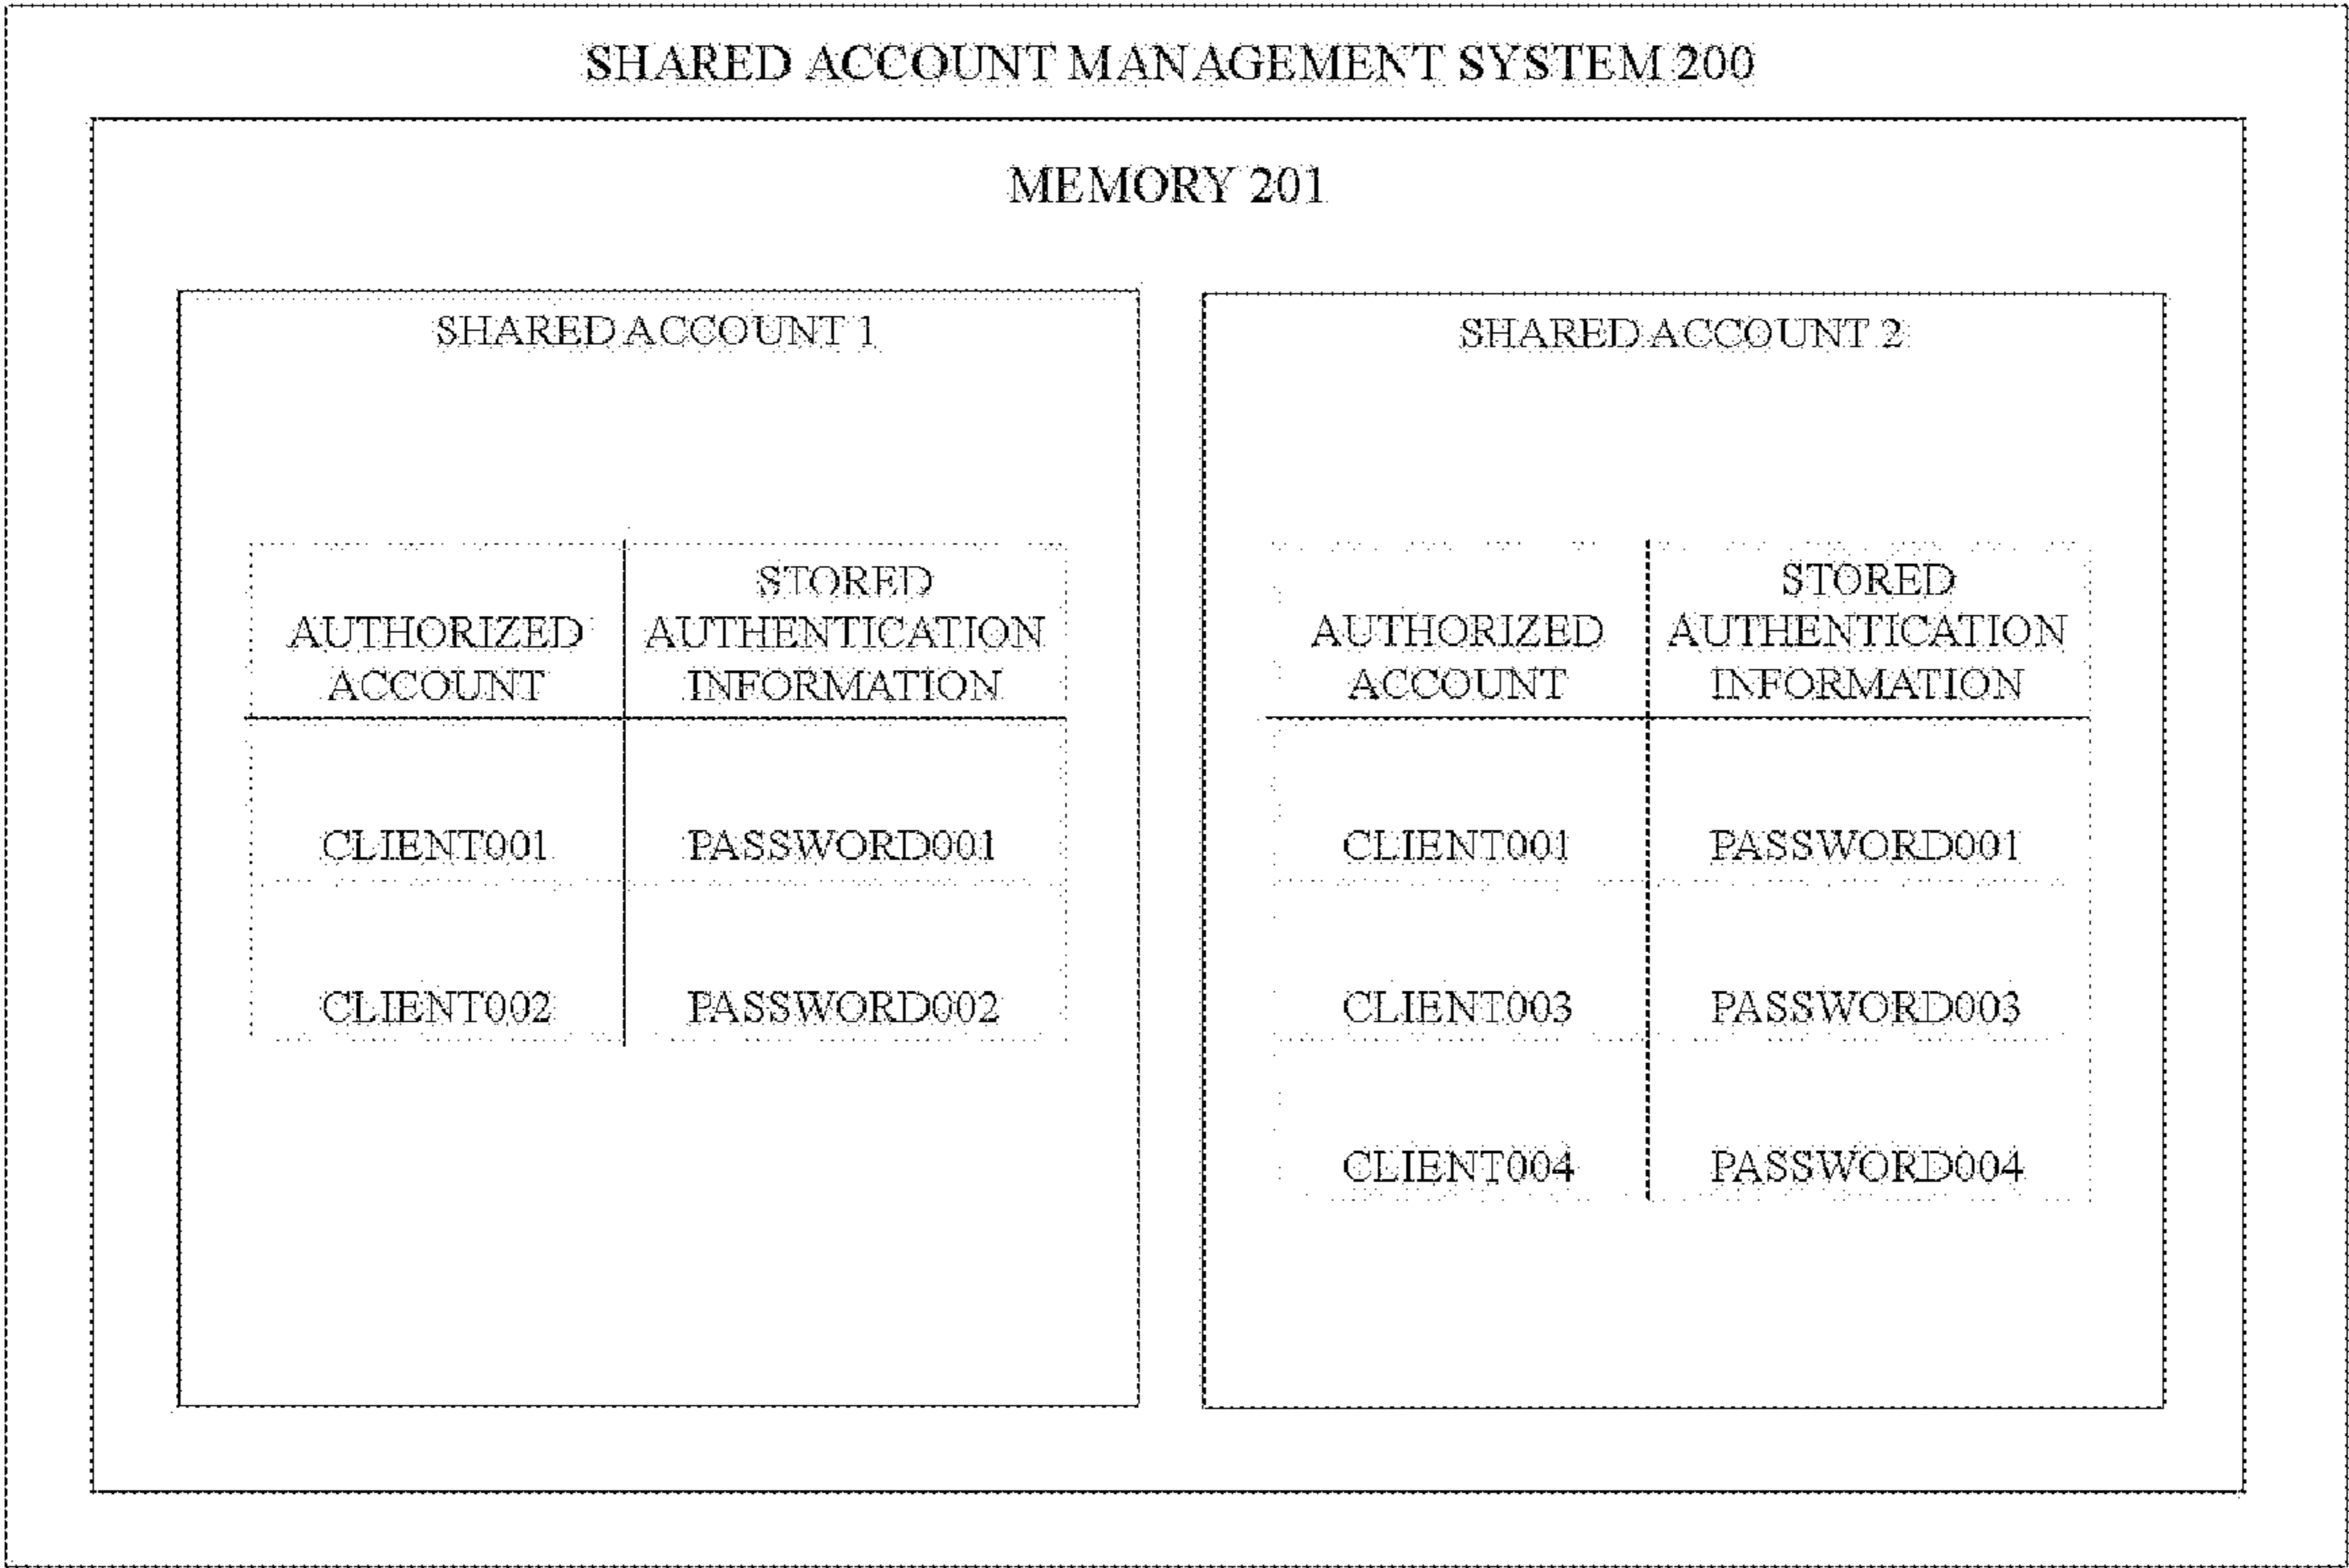 SHARED ACCOUNT MANAGEMENT SYSTEM 200
MEMORY 201
SHARED ACCOUNT 1
AUTHORIZED ACCOUNT
STORED AUTHENTICATION INFORMATION
CLIENT001 PASSWORD001
CLIENT002 PASSWORD002
SHARED ACCOUNT 2
AUTHORIZED ACCOUNT
STORED AUTHENTICATION INFORMATION
CLIENT001 PASSWORD001
CLIENT003 PASSWORD003
CLIENT004 PASSWORD004